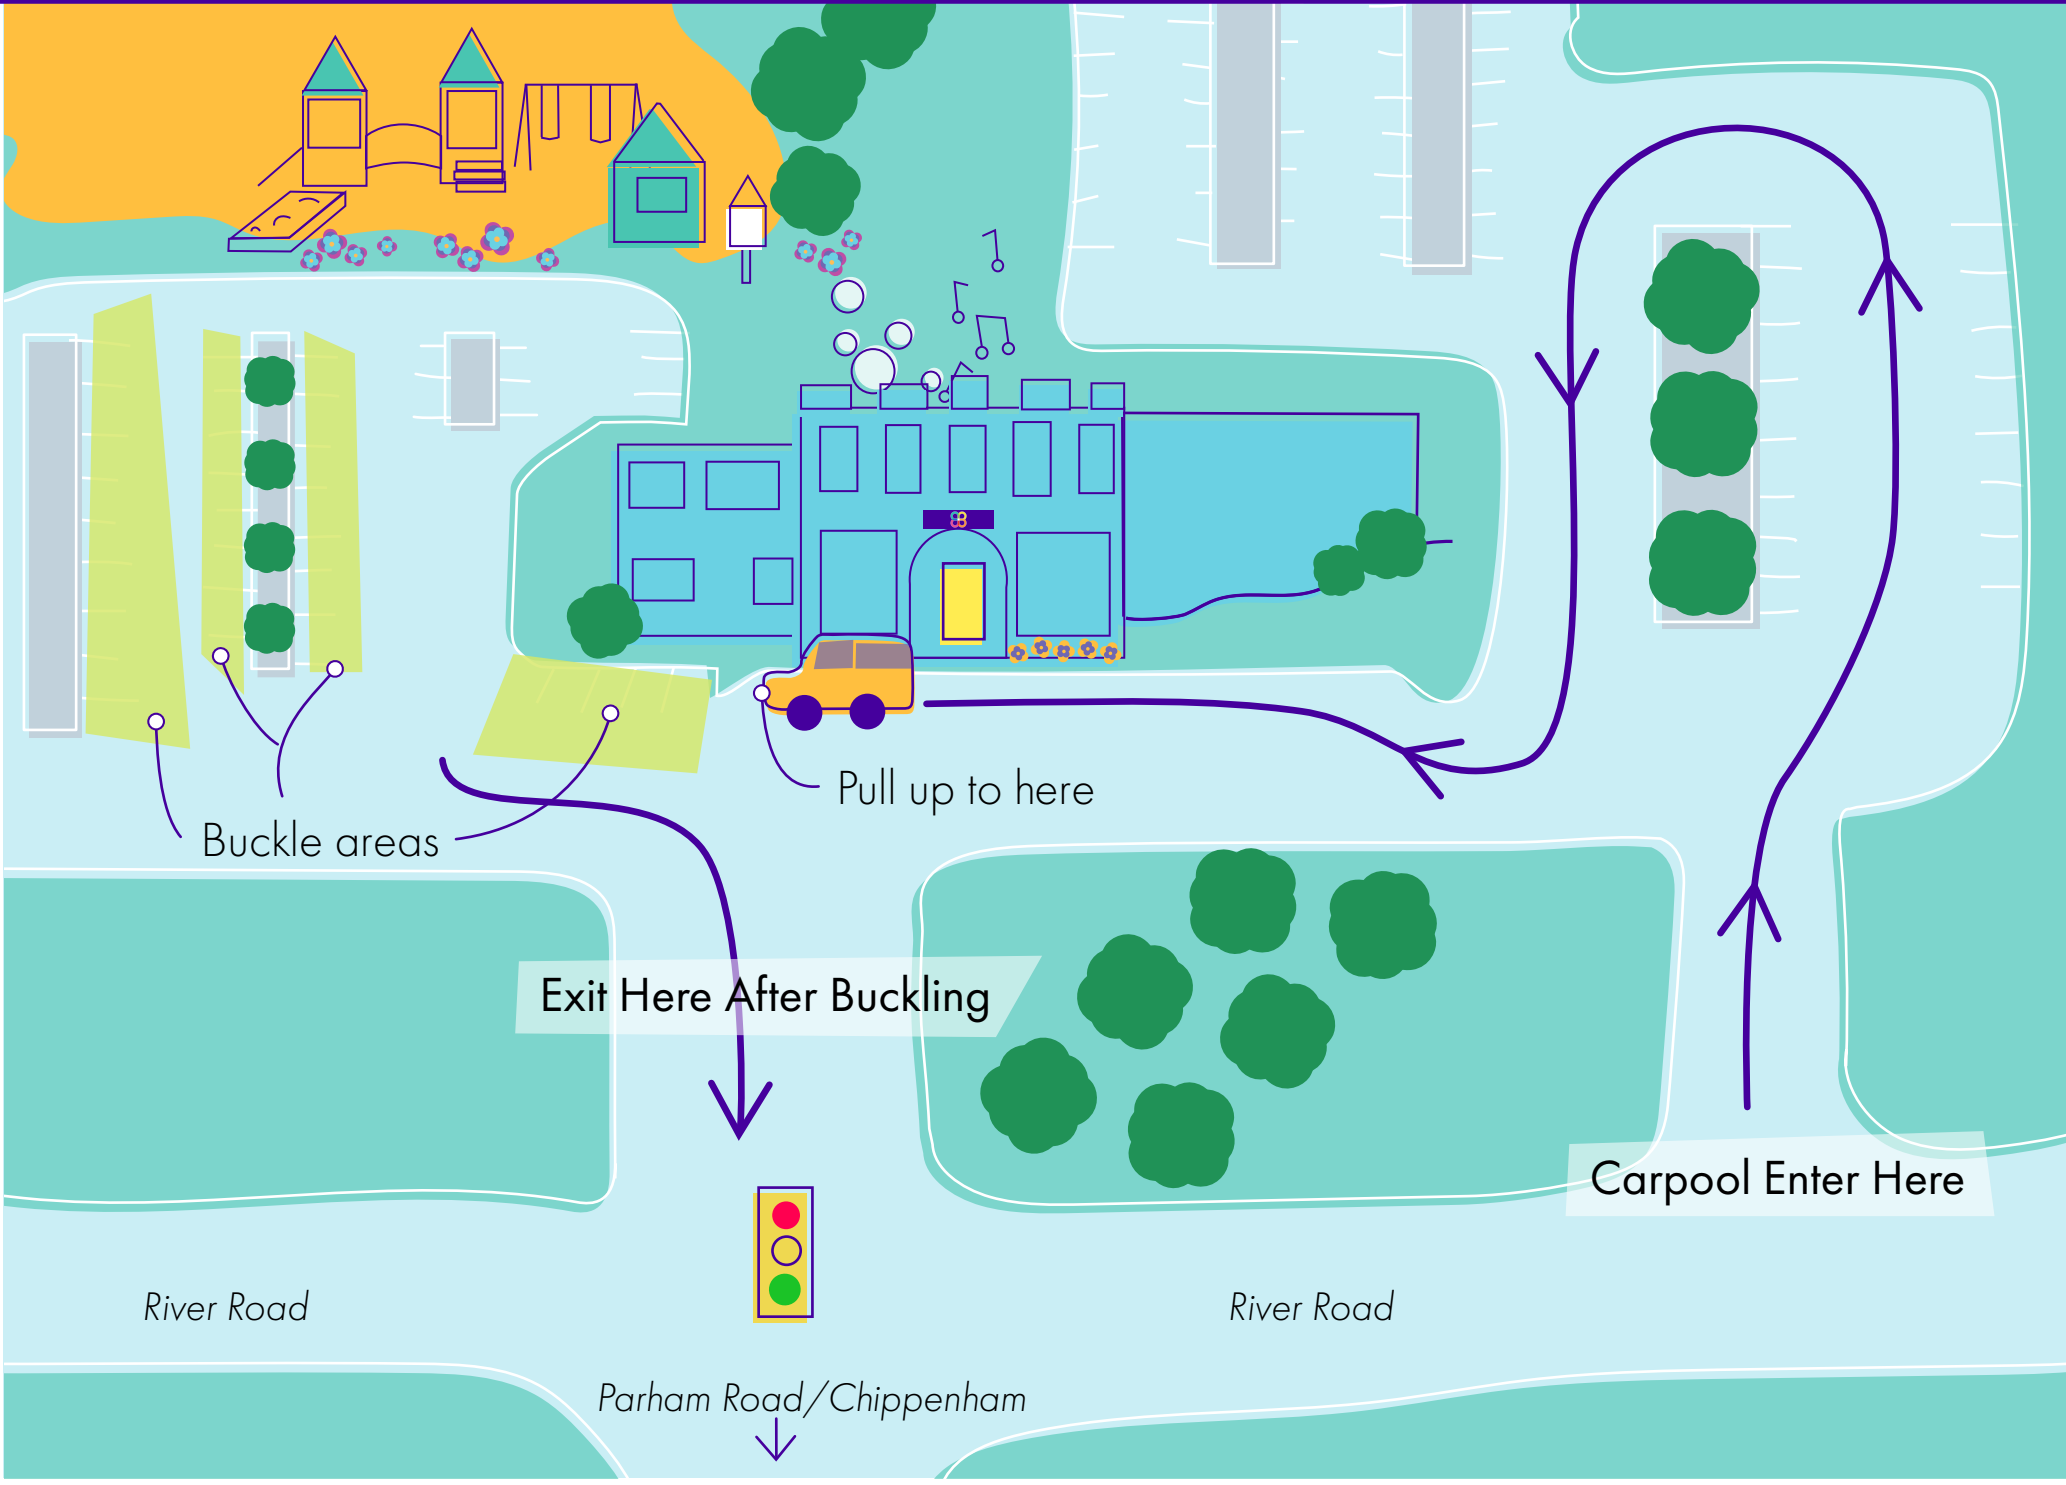 Pull up to here
Buckle areas
Exit Here After Buckling
Carpool Enter Here
River Road
River Road
Parham Road/Chippenham